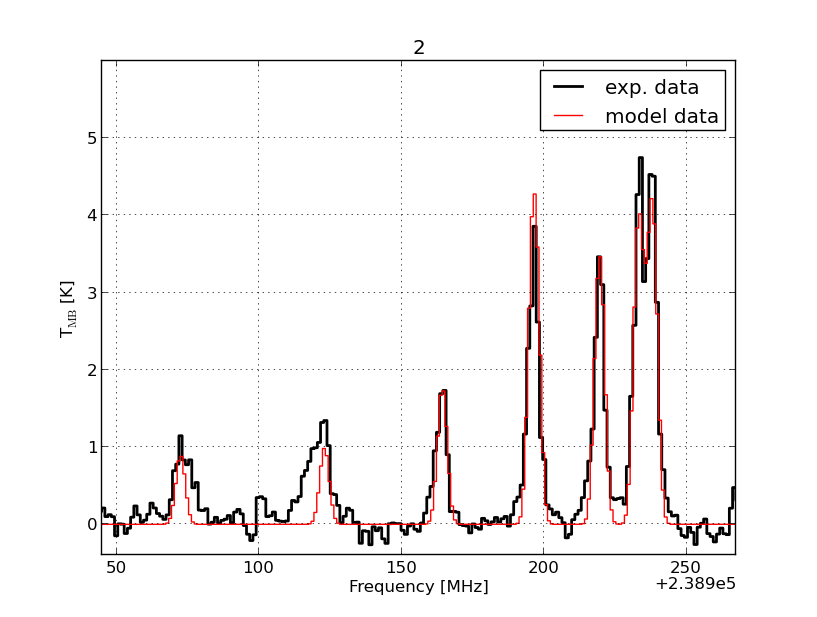 2
exp. data
model data
5
4
3
2
1
0
T_MB [K]
50
100
150
200
250
Frequency [MHz]
+2.389e5